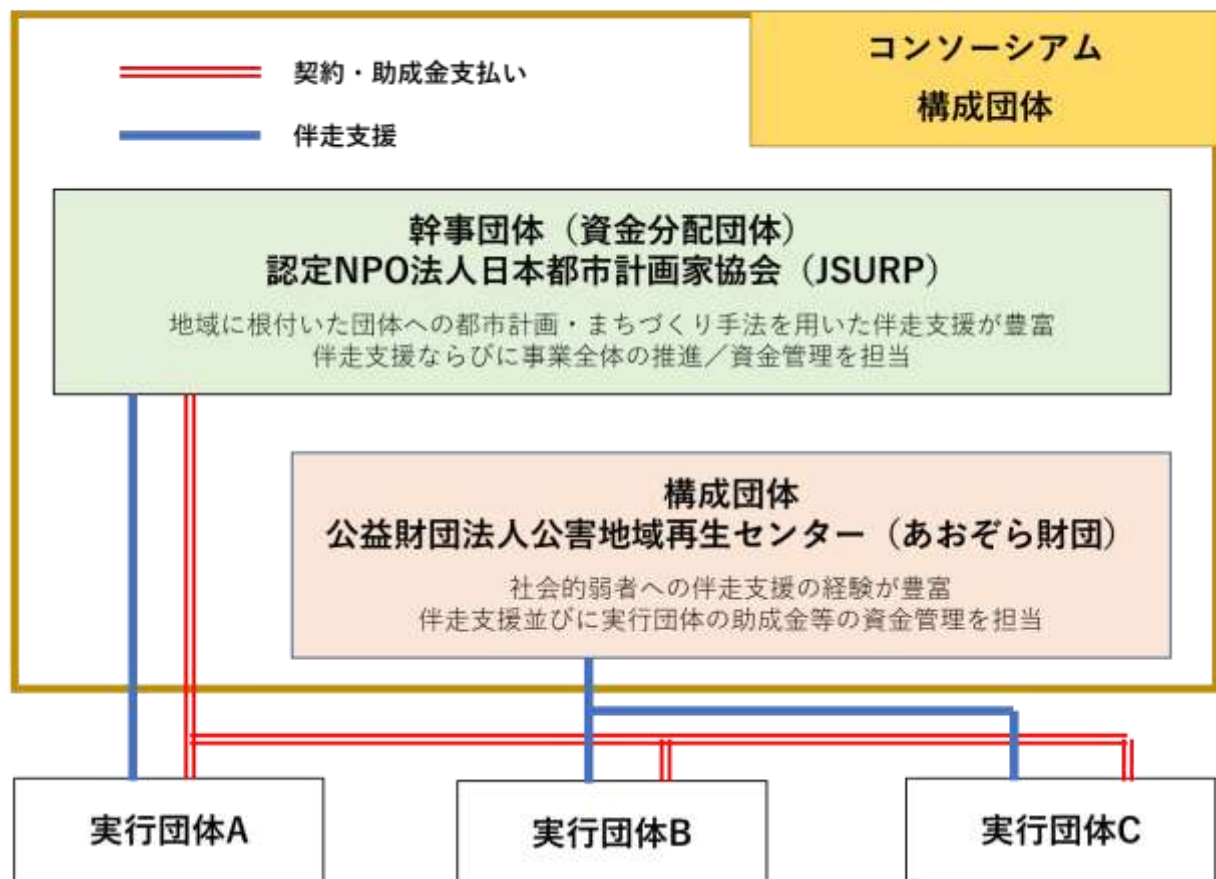 コンソーシアム
構成団体
契約・助成金支払い
伴走支援
幹事団体（資金分配団体）
認定NPO法人日本都市計画家協会（JSURP）
地域に根付いた団体への都市計画・まちづくり手法を用いた伴走支援が豊富
伴走支援ならびに事業全体の推進／資金管理を担当
構成団体
公益財団法人公害地域再生センター（あおぞら財団）
社会的弱者への伴走支援の経験が豊富
伴走支援並びに実行団体の助成金等の資金管理を担当
実行団体A
実行団体B
実行団体C